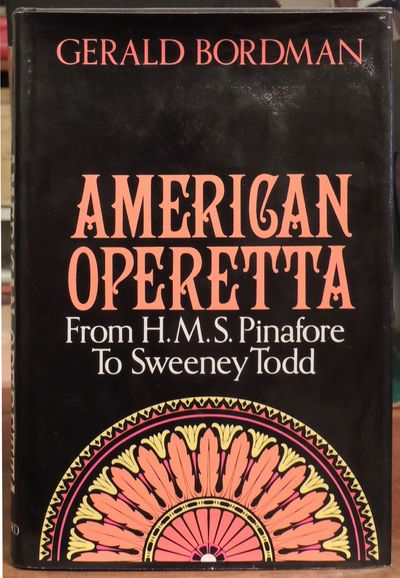 GERALD BORDMAN
AMERICAN
OPERETTA
From H.M.S. Pinafore
To Sweeney Todd